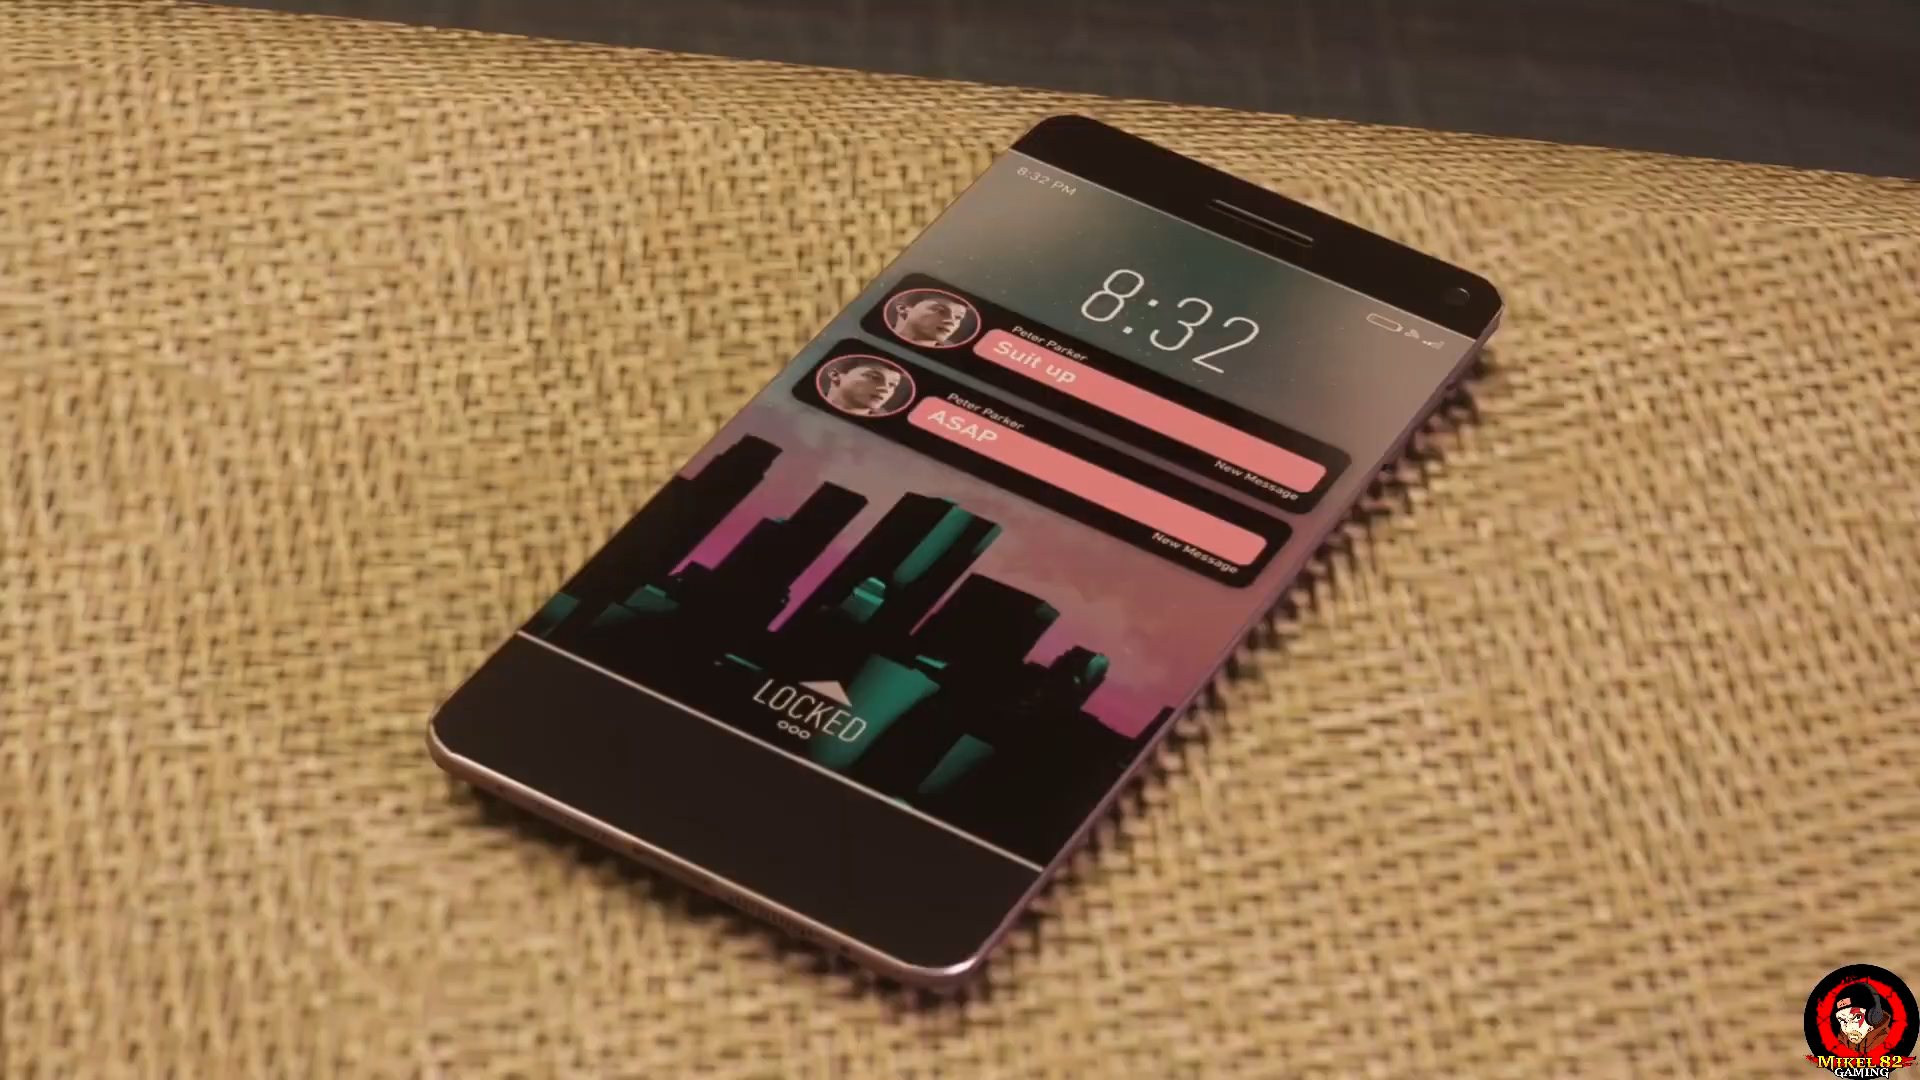 8:32 PM
8:32
Peter Parker
Suit up
New Message
Peter Parker
ASAP
New Message
LOCKED
MIKEL 82
GAMING